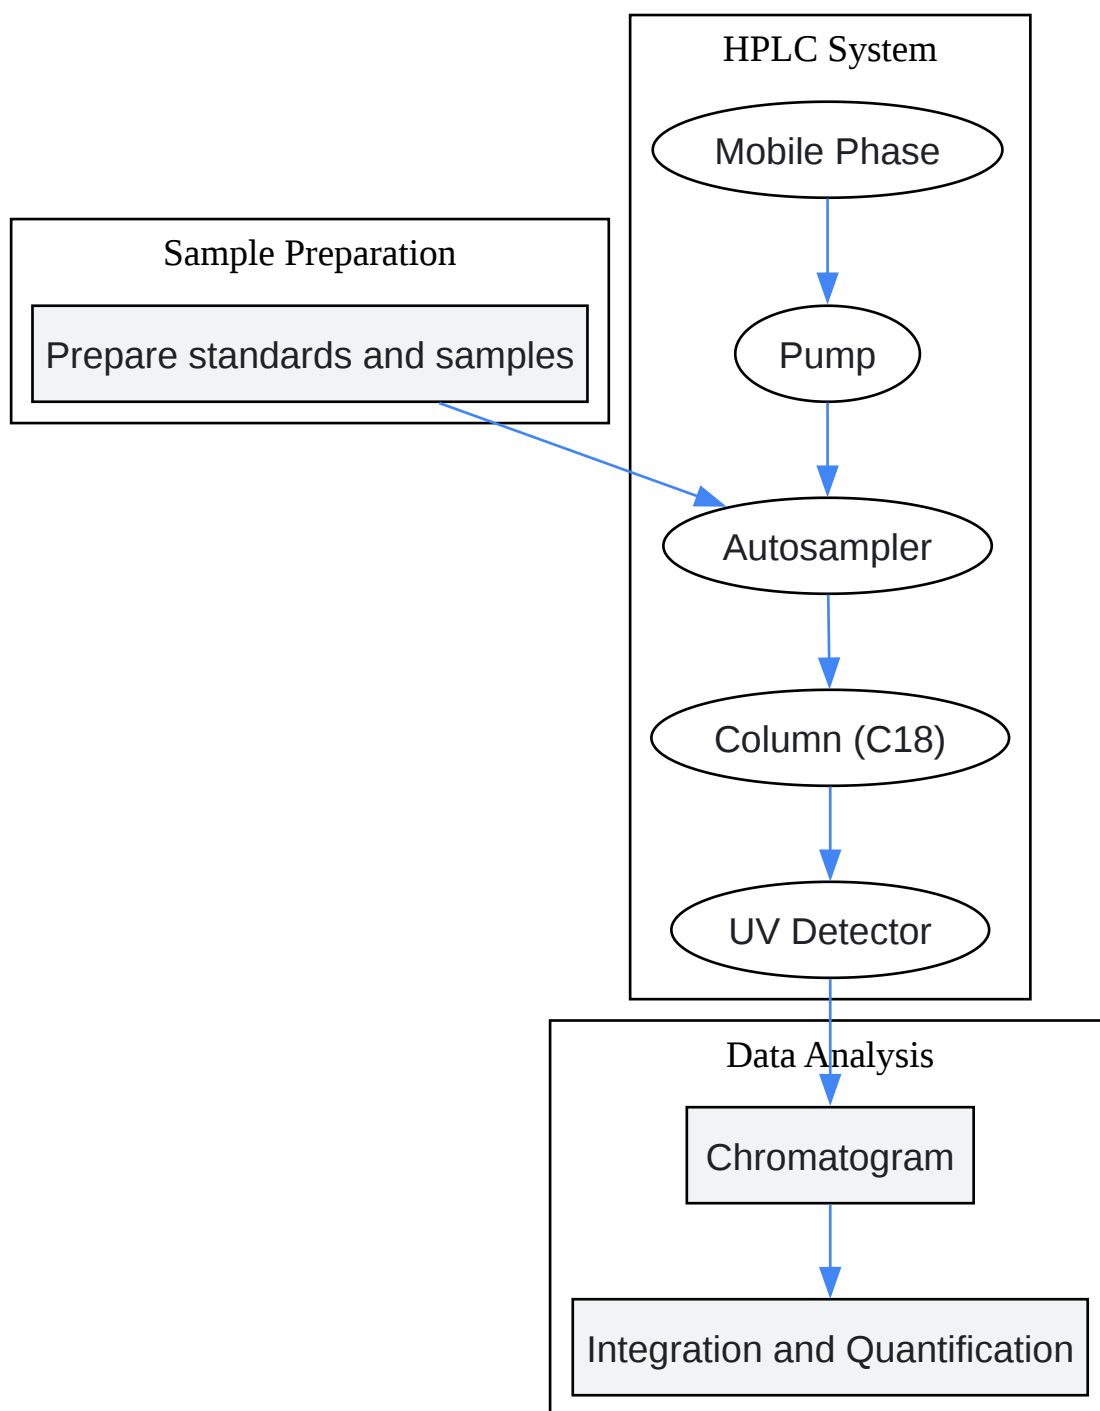 HPLC System
Mobile Phase
Sample Preparation
Prepare standards and samples
Pump
Autosampler
Column (C18)
UV Detector
Data Analysis
Chromatogram
Integration and Quantification